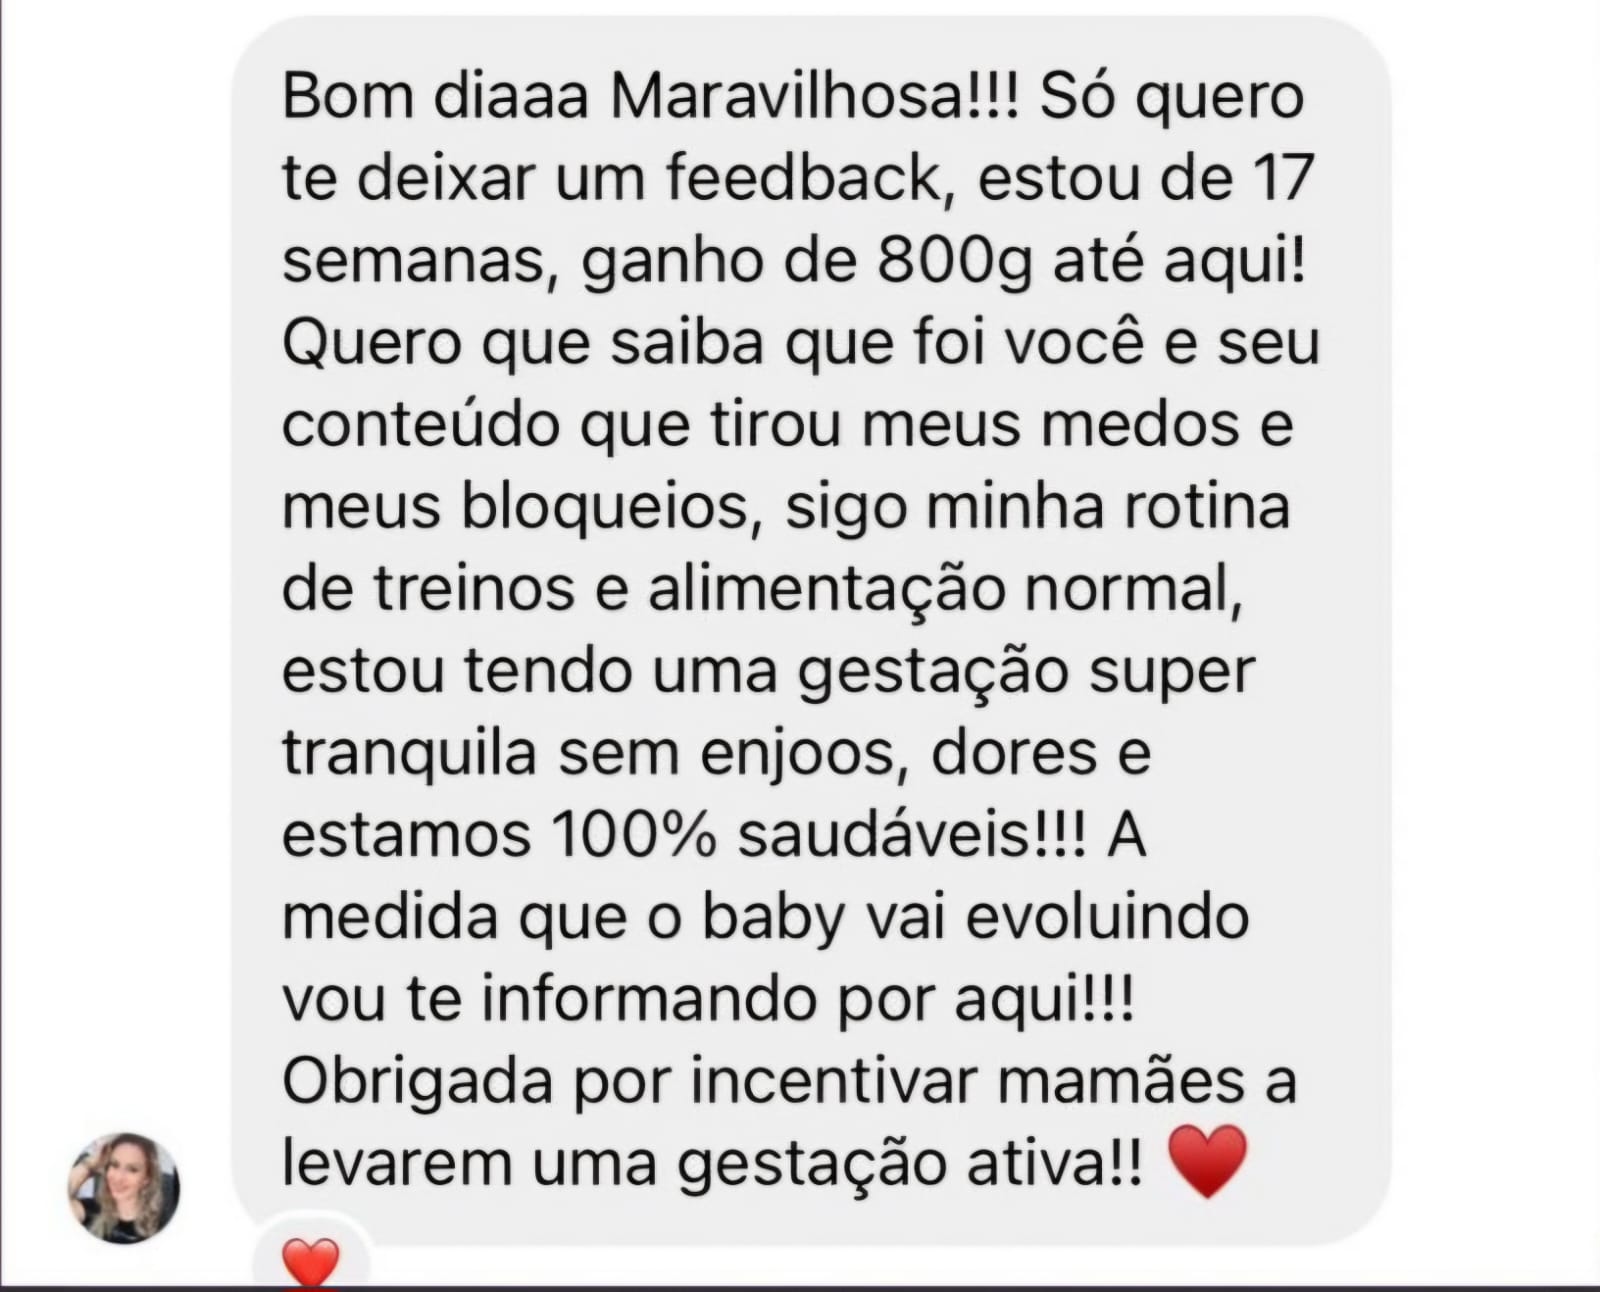 Bom diaaa Maravilhosa!!! Só quero
te deixar um feedback, estou de 17
semanas, ganho de 800g até aqui!
Quero que saiba que foi você e seu
conteúdo que tirou meus medos e
meus bloqueios, sigo minha rotina
de treinos e alimentação normal,
estou tendo uma gestação super
tranquila sem enjoos, dores e
estamos 100% saudáveis!!! A
medida que o baby vai evoluindo
vou te informando por aqui!!!
Obrigada por incentivar mamães a
levarem uma gestação ativa!! ♥️